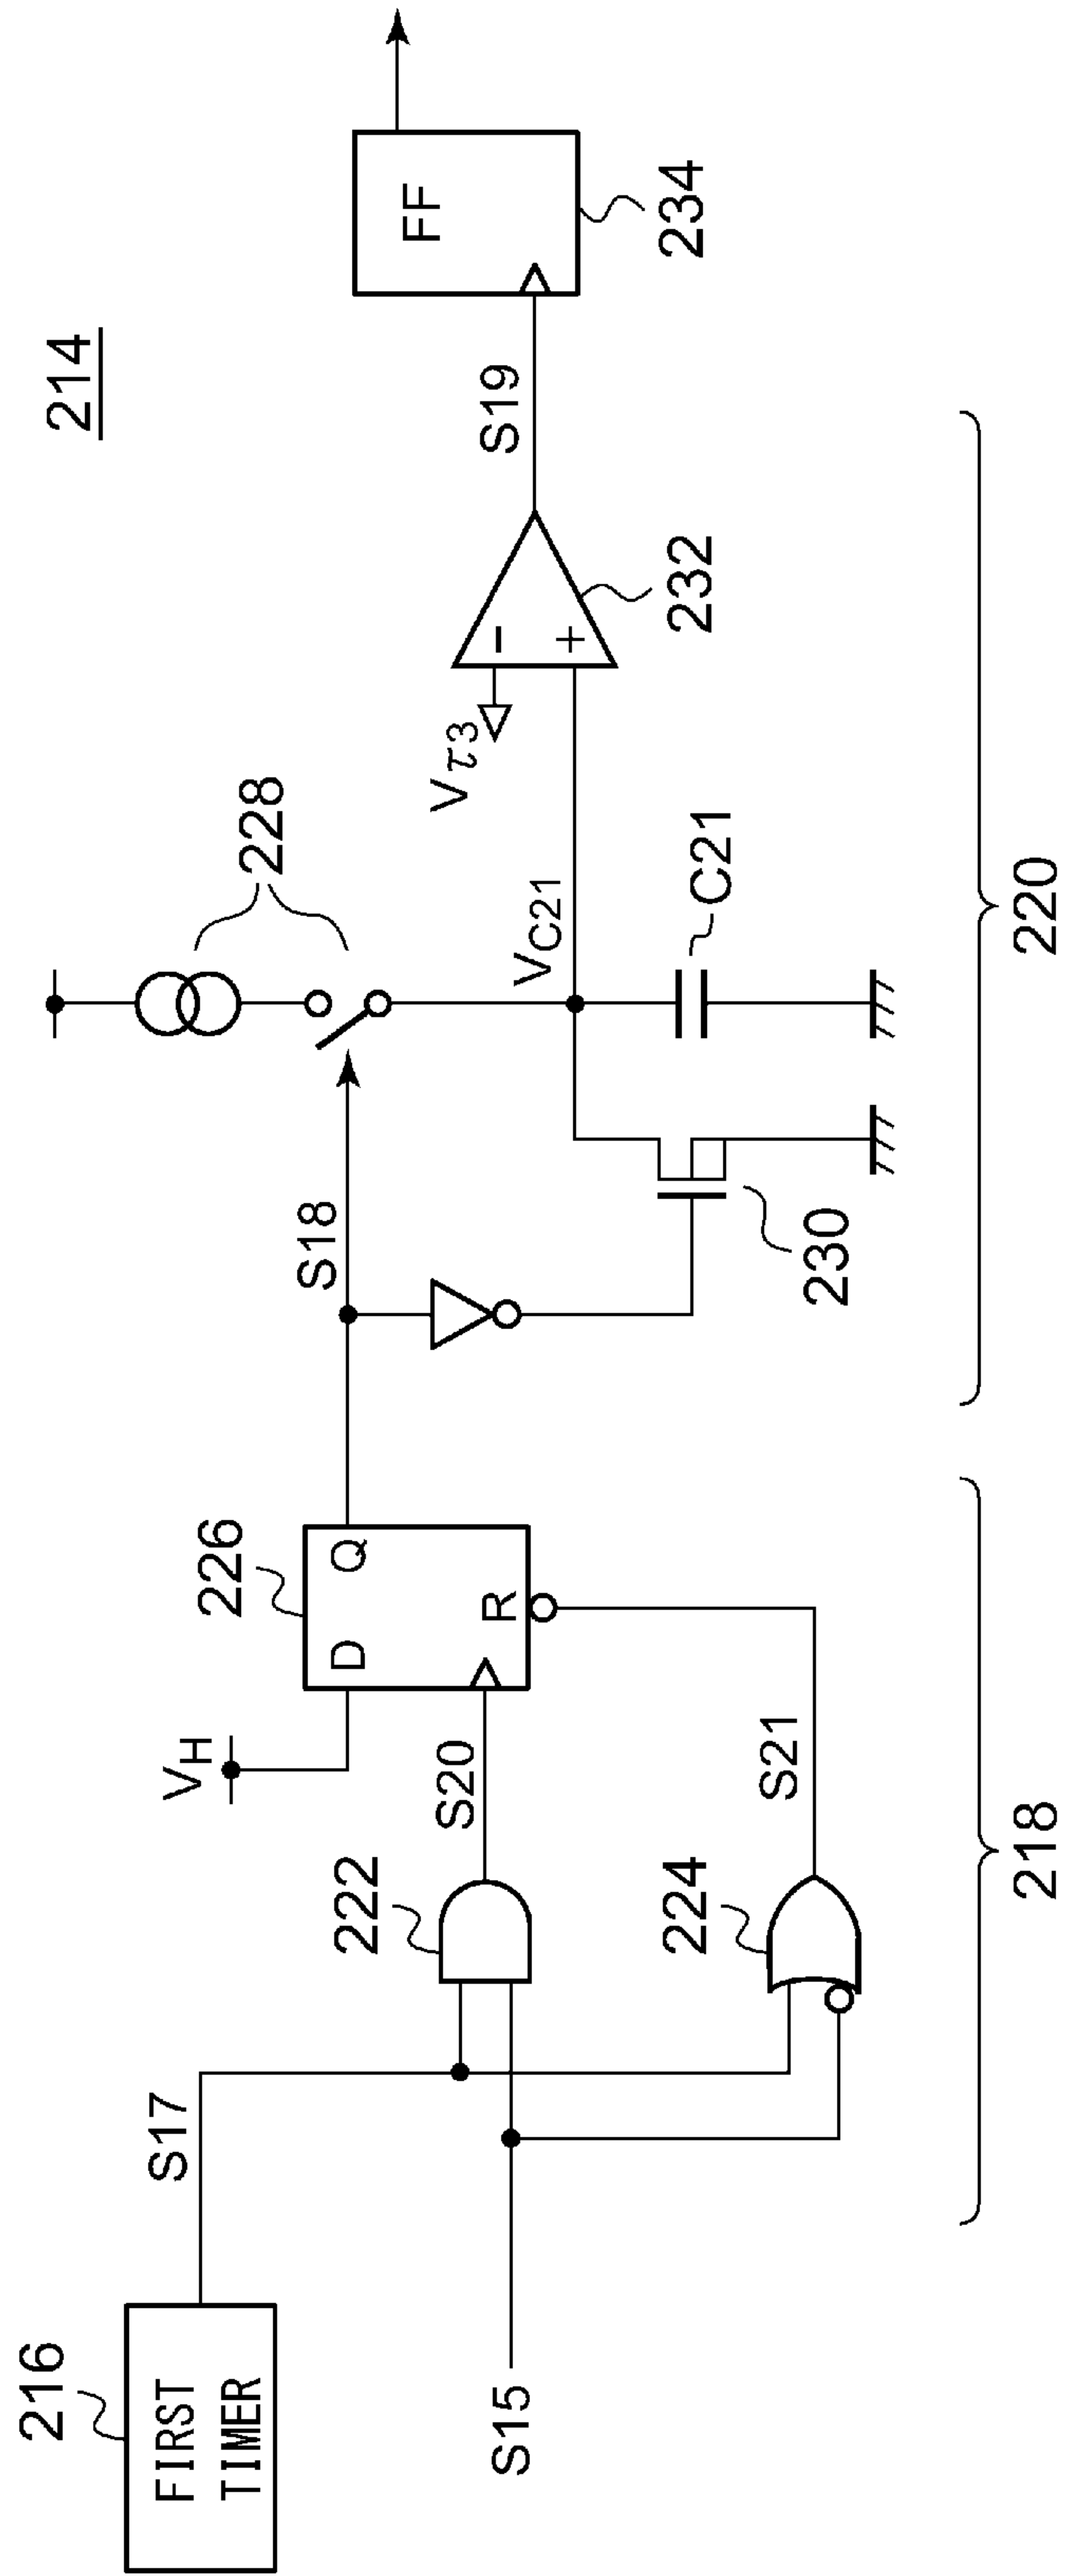 214
216
FIRST
TIMER
S17
S15
222
224
S20
S21
VH
226
D
Q
R
S18
228
230
VC21
C21
Vτ3
−
+
232
S19
FF
234
218
220